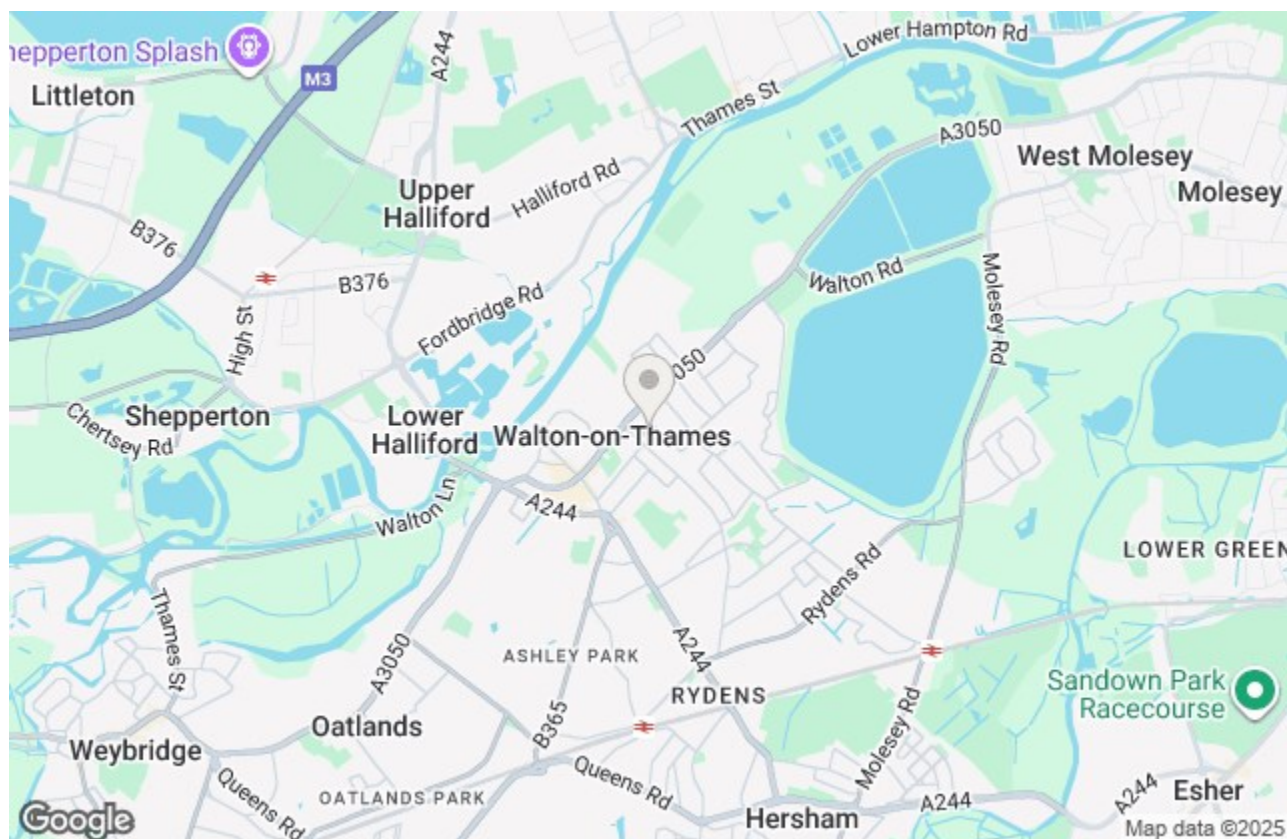 Lower Hampton Rd
hepperton Splash
A244
M3
Littleton
Thames St
A3050
West Molesey
Upper
Halliford
Halliford Rd
Molesey
B376
B376
Walton Rd
Molesey Rd
Fordbridge Rd
High St
050
Chertsey Rd
Shepperton
Lower
Halliford
Walton-on-Thames
Walton Ln
A244
LOWER GREEN
Rydens Rd
Thames St
A3050
ASHLEY PARK
A244
RYDENS
Sandown Park
Racecourse
Oatlands
B365
Molesey Rd
Weybridge
Queens Rd
Queens Rd
OATLANDS PARK
Hersham
A244
A244
Esher
Google
Map data ©2025